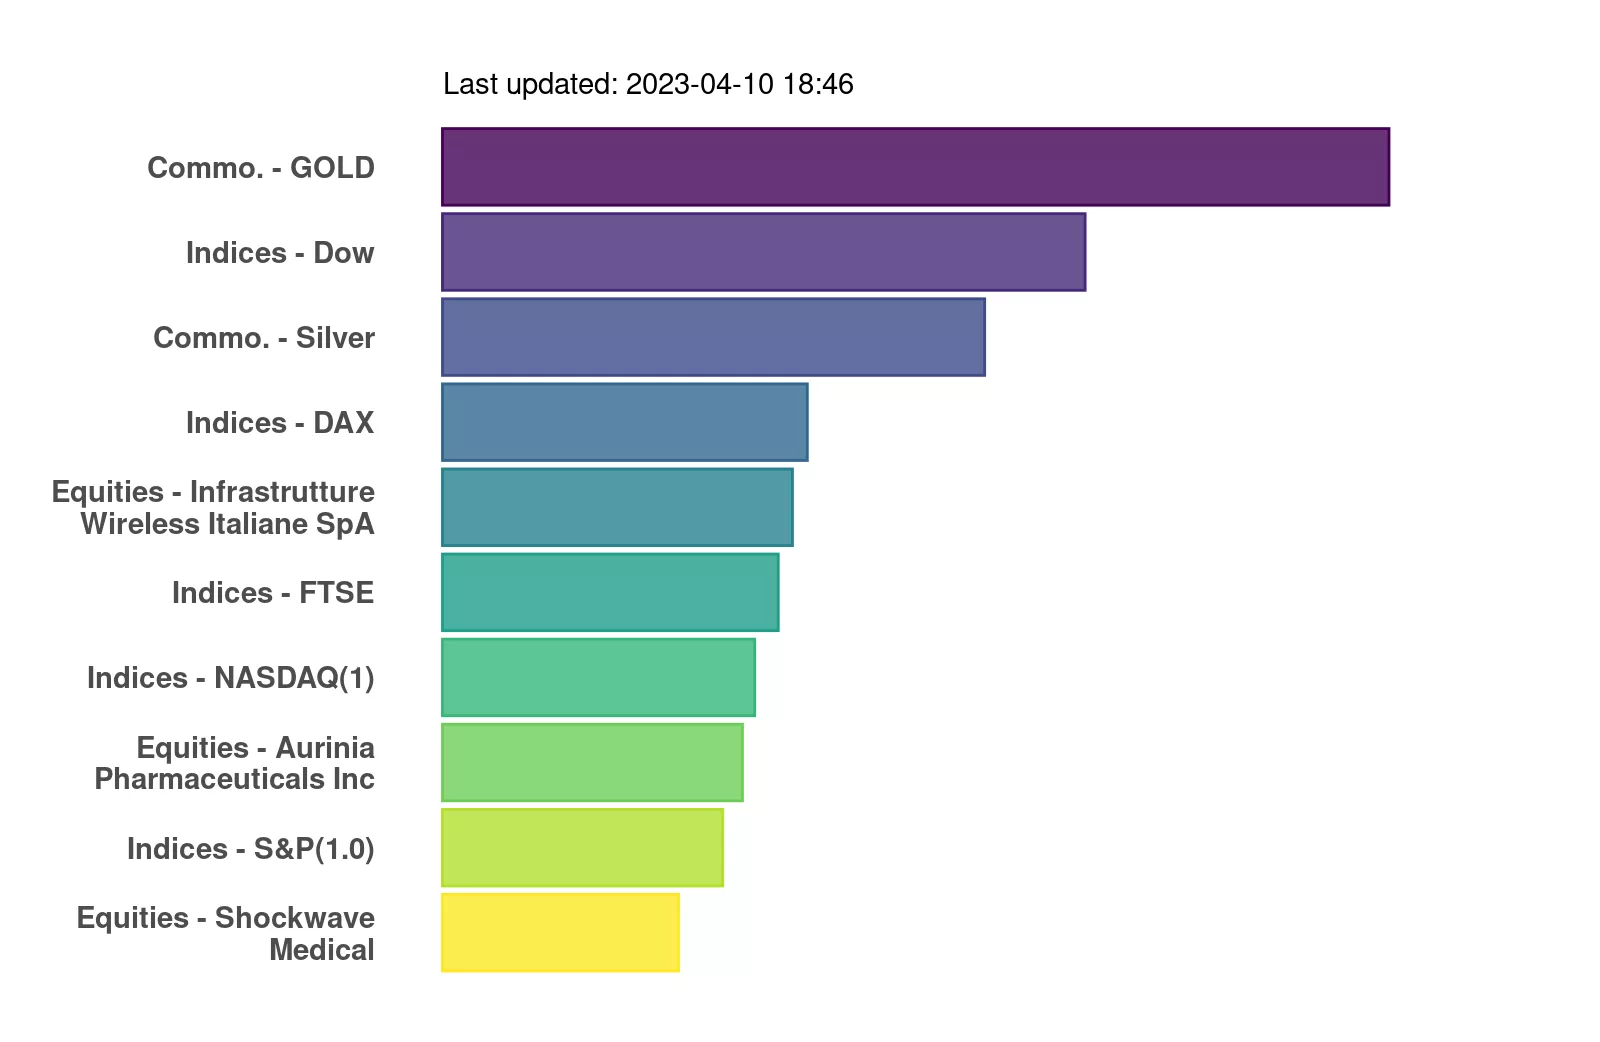 Last updated: 2023-04-10 18:46
Commo. - GOLD
Indices - Dow
Commo. - Silver
Indices - DAX
Equities - Infrastrutture
Wireless Italiane SpA
Indices - FTSE
Indices - NASDAQ(1)
Equities - Aurinia
Pharmaceuticals Inc
Indices - S&P(1.0)
Equities - Shockwave
Medical